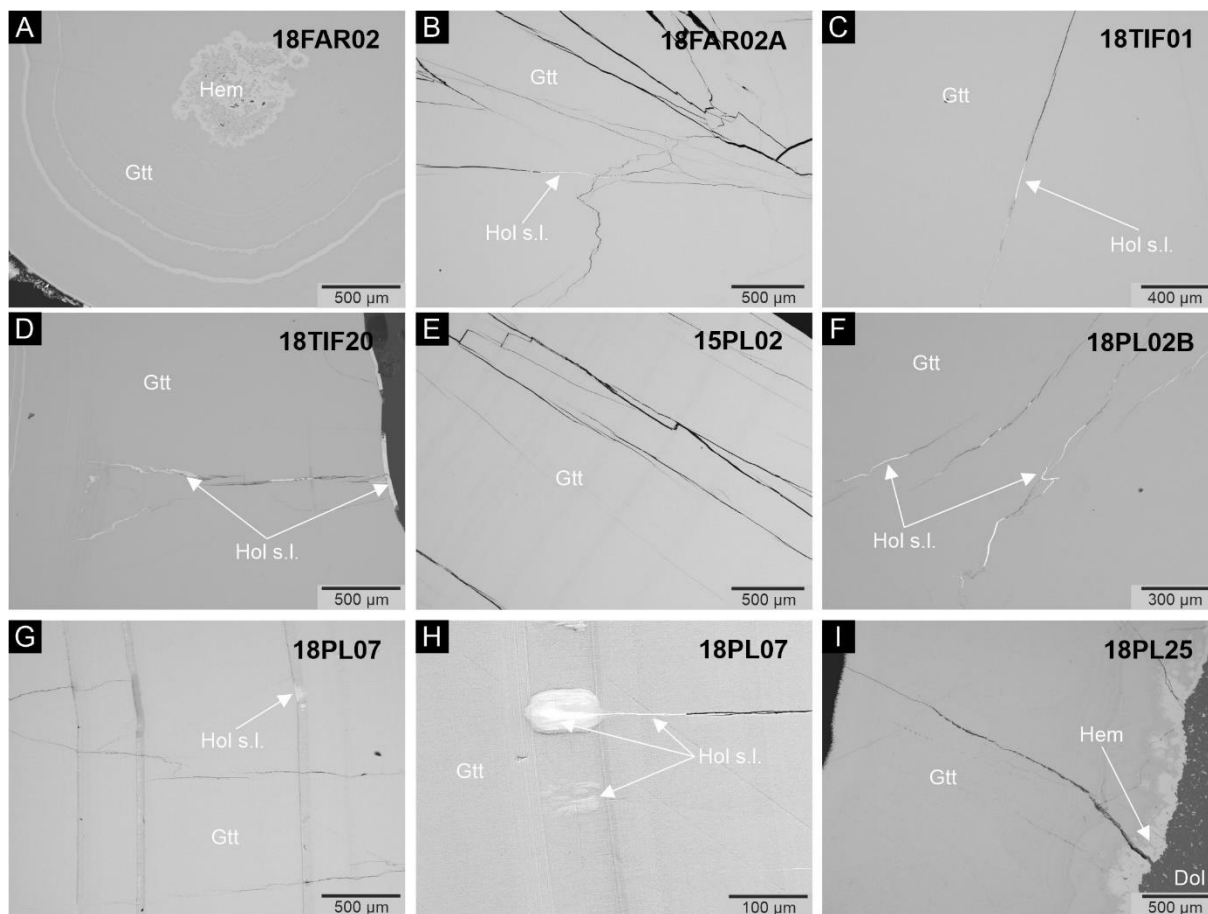 A
18FAR02
Hem
Gtt
500 µm
B
18FAR02A
Gtt
Hol s.l.
500 µm
C
18TIF01
Gtt
Hol s.l.
400 µm
D
18TIF20
Gtt
Hol s.l.
500 µm
E
15PL02
Gtt
500 µm
F
18PL02B
Gtt
Hol s.l.
300 µm
G
18PL07
Hol s.l.
Gtt
500 µm
H
18PL07
Gtt
Hol s.l.
100 µm
I
18PL25
Hem
Gtt
Dol
500 µm